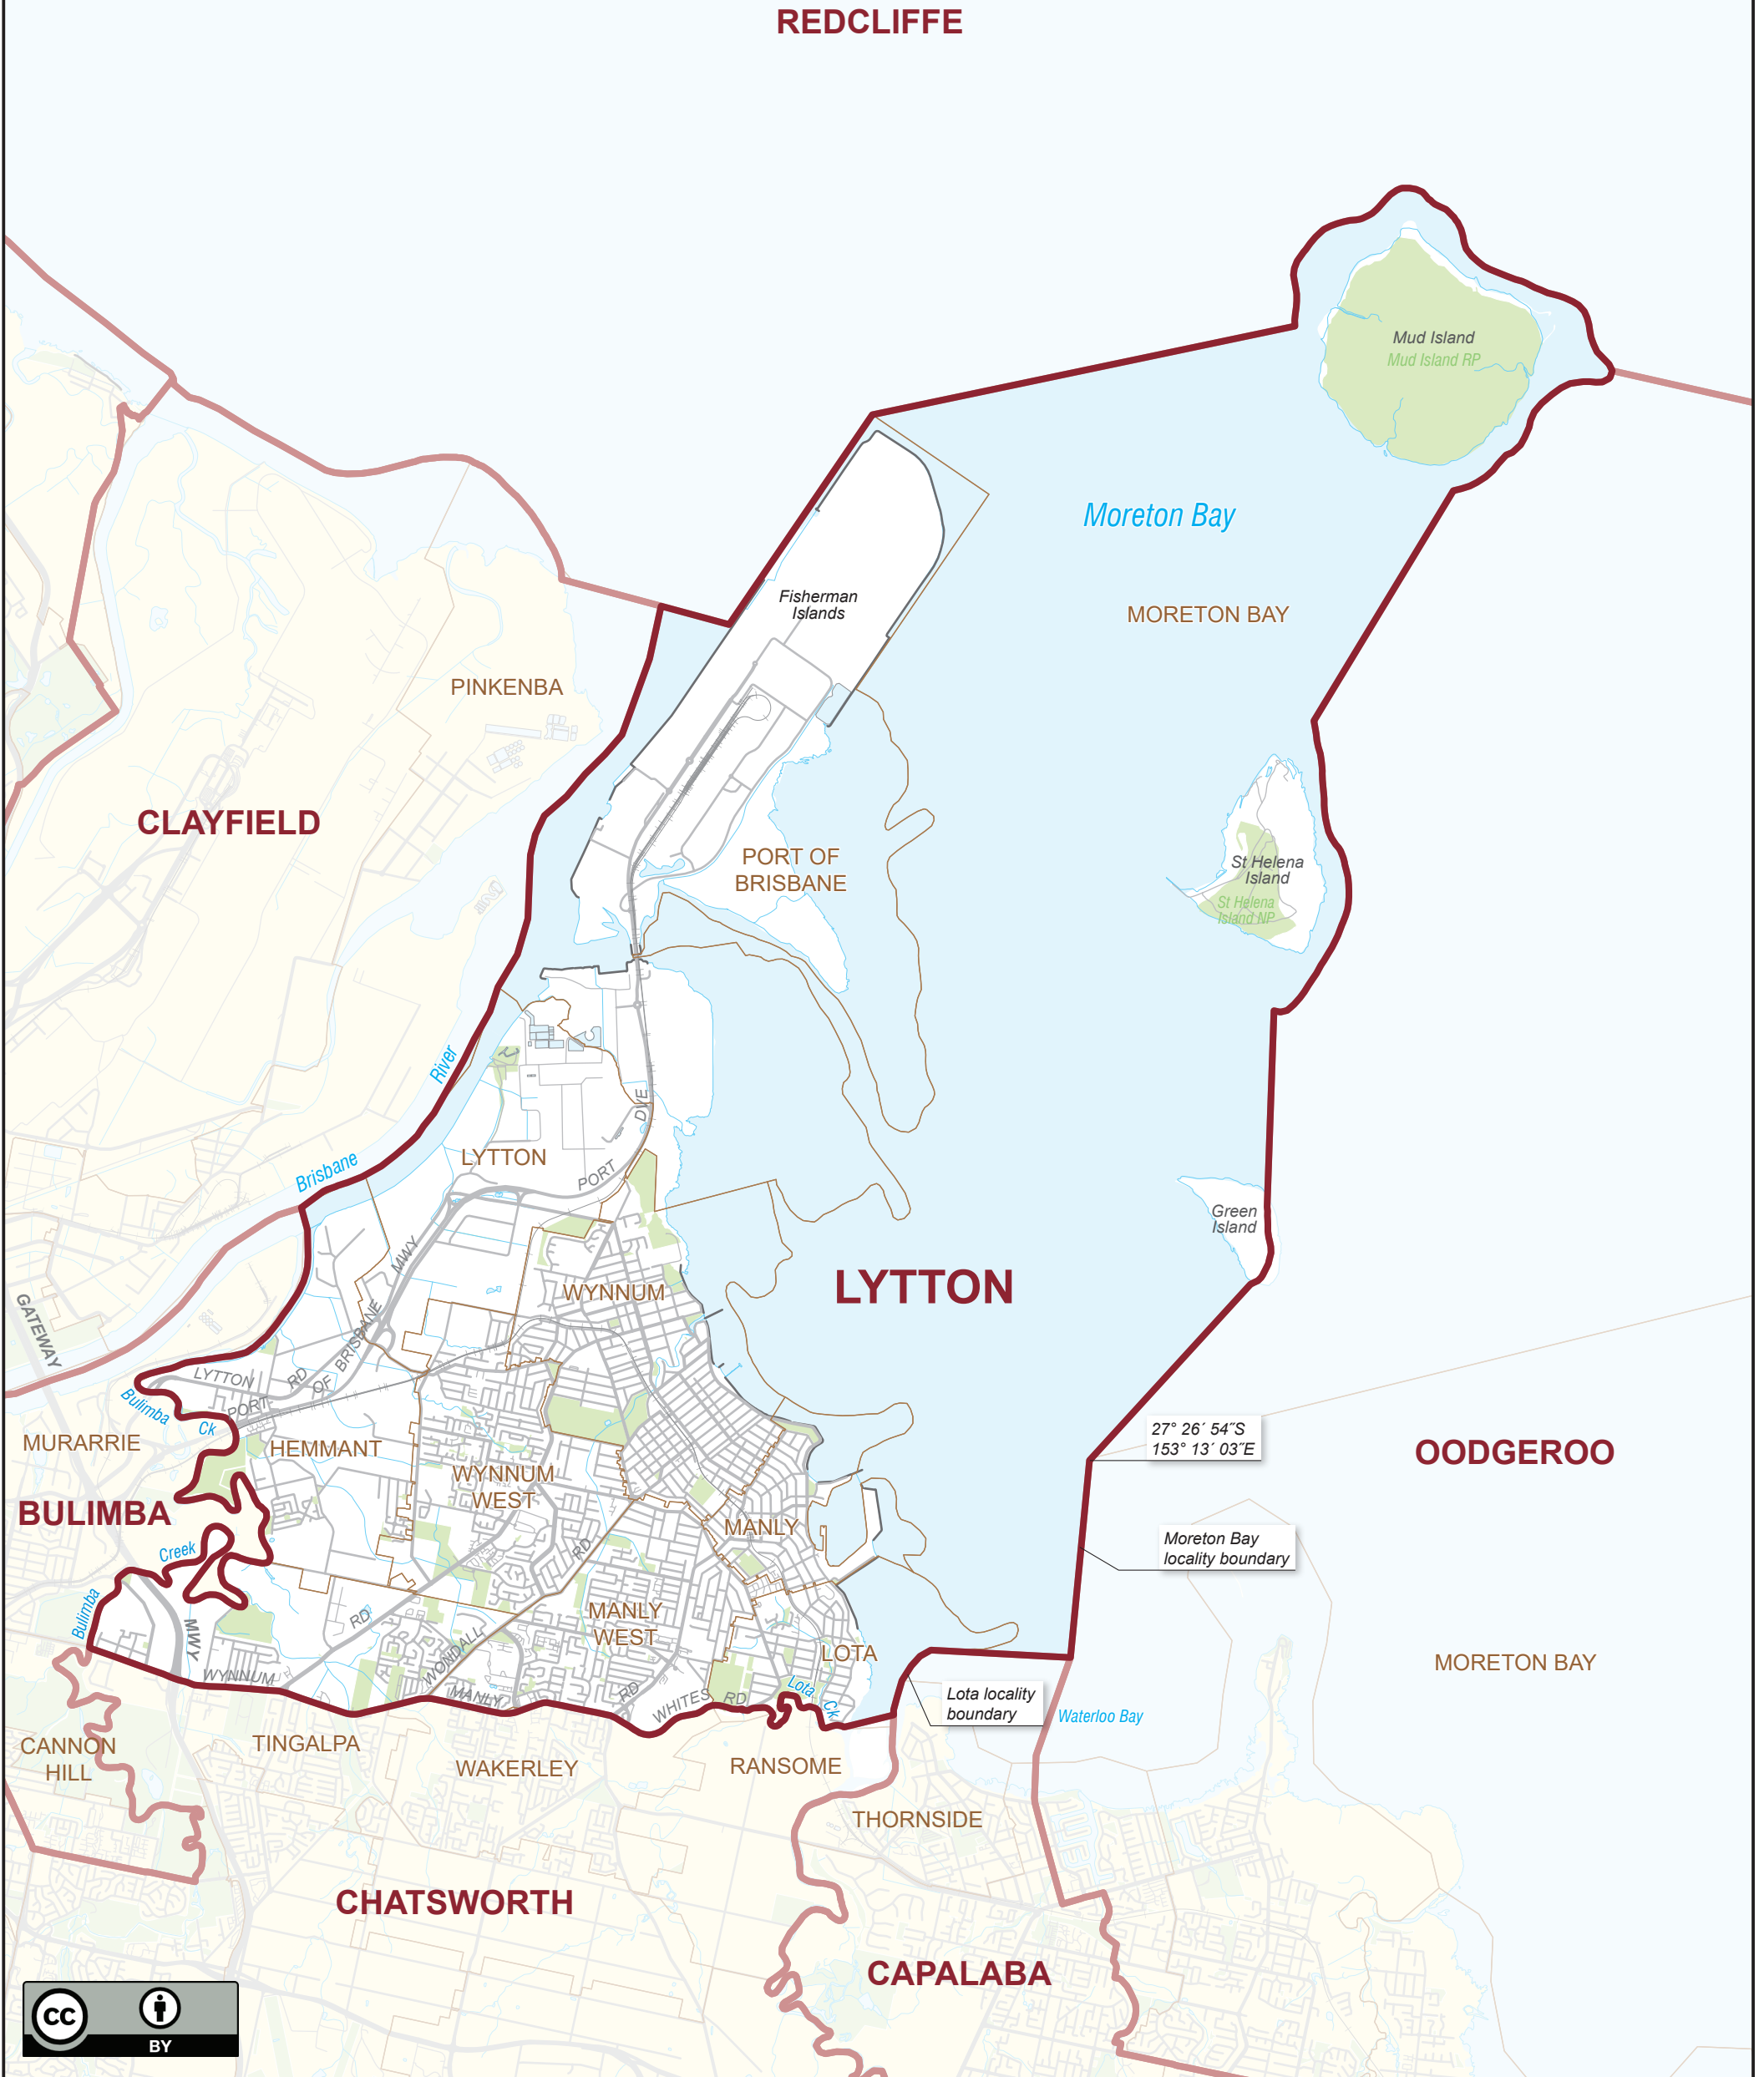 REDCLIFFE
Mud Island
Mud Island RP
Moreton Bay
Fisherman
Islands
MORETON BAY
PINKENBA
CLAYFIELD
PORT OF
BRISBANE
St Helena
Island
St Helena
Island NP
River
DVE
LYTTON
PORT
Brisbane
Green
Island
MWY
LYTTON
WYNNUM
GATEWAY
BRISBANE
LYTTON
RD
OF
PORT
Bulimba
Ck
27° 26´ 54˝S
153° 13´ 03˝E
MURARRIE
HEMMANT
OODGEROO
WYNNUM
WEST
BULIMBA
MANLY
Creek
RD
Moreton Bay
locality boundary
Bulimba
MWY
RD
MANLY
WEST
WONDALL
LOTA
MORETON BAY
WYNNUM
MANLY
RD
WHITES
RD
Lota
Ck
Lota locality
boundary
Waterloo Bay
CANNON
HILL
TINGALPA
WAKERLEY
RANSOME
THORNSIDE
CHATSWORTH
CAPALABA
CC
BY